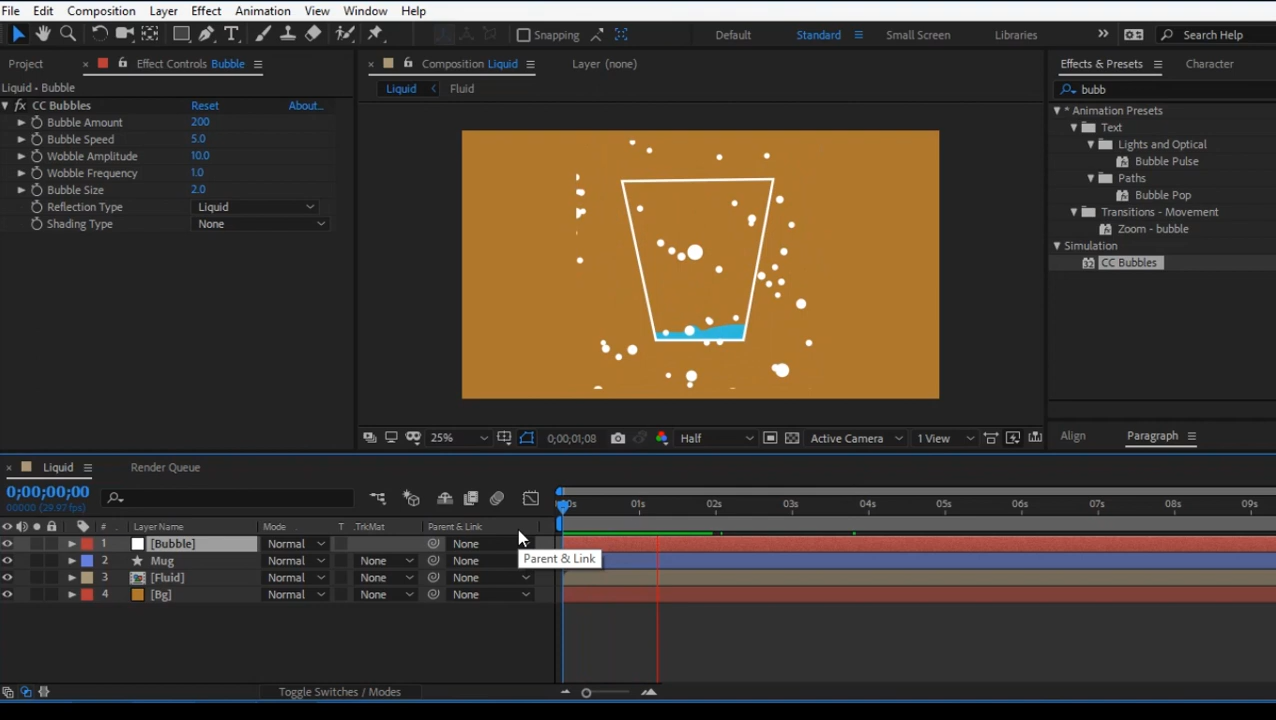 File Edit Composition Layer Effect Animation View Window Help
Snapping Default Standard Small Screen Libraries Search Help
Project Effect Controls Bubble
Liquid • Bubble
fx CC Bubbles Reset About...
Bubble Amount 200
Bubble Speed 5.0
Wobble Amplitude 10.0
Wobble Frequency 1.0
Bubble Size 2.0
Reflection Type Liquid
Shading Type None
Composition Liquid Layer (none)
Liquid Fluid
25% 0;00;01;08 Half Active Camera 1 View
Effects & Presets Character
bubb
* Animation Presets
Text
Lights and Optical
Bubble Pulse
Paths
Bubble Pop
Transitions - Movement
Zoom - bubble
Simulation
CC Bubbles
Align Paragraph
Liquid Render Queue
0;00;00;00
00000 (29.97 fps)
01s 02s 03s 04s 05s 06s 07s 08s 09s
# Layer Name Mode T .TrkMat Parent & Link
1 [Bubble] Normal None
Parent & Link
2 Mug Normal None None
3 [Fluid] Normal None None
4 [Bg] Normal None None
Toggle Switches / Modes